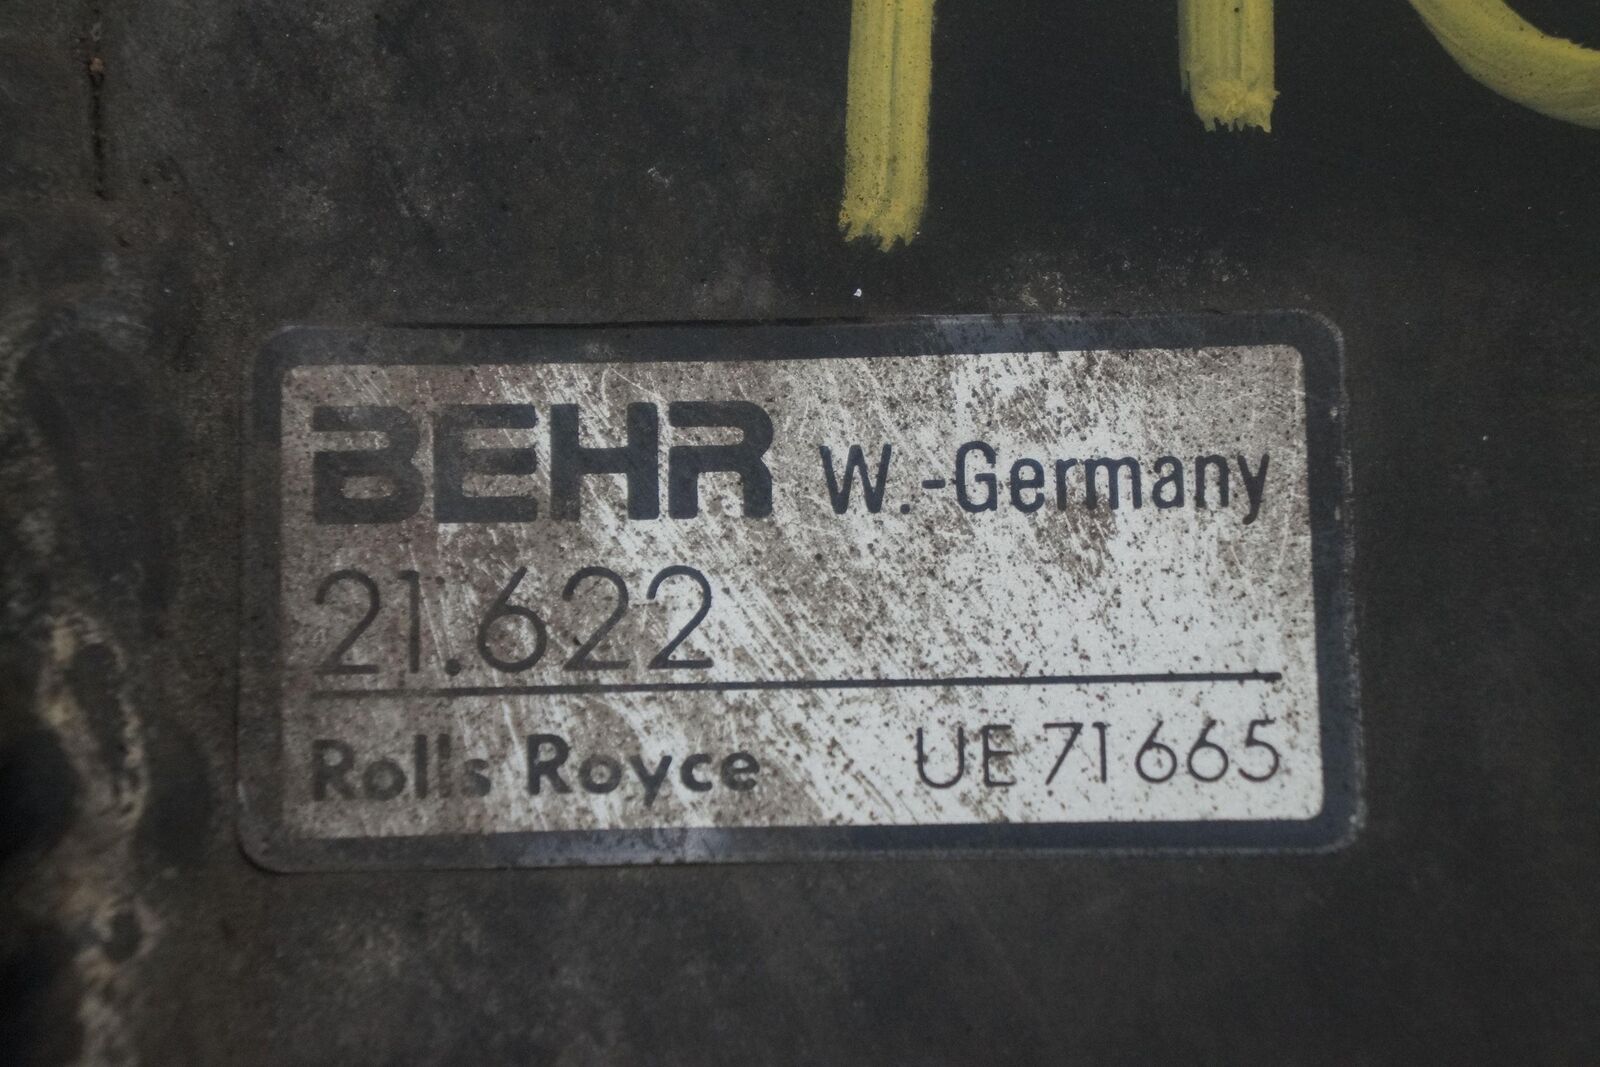 BEHR W.-Germany
21.622
Rolls Royce UE 71665